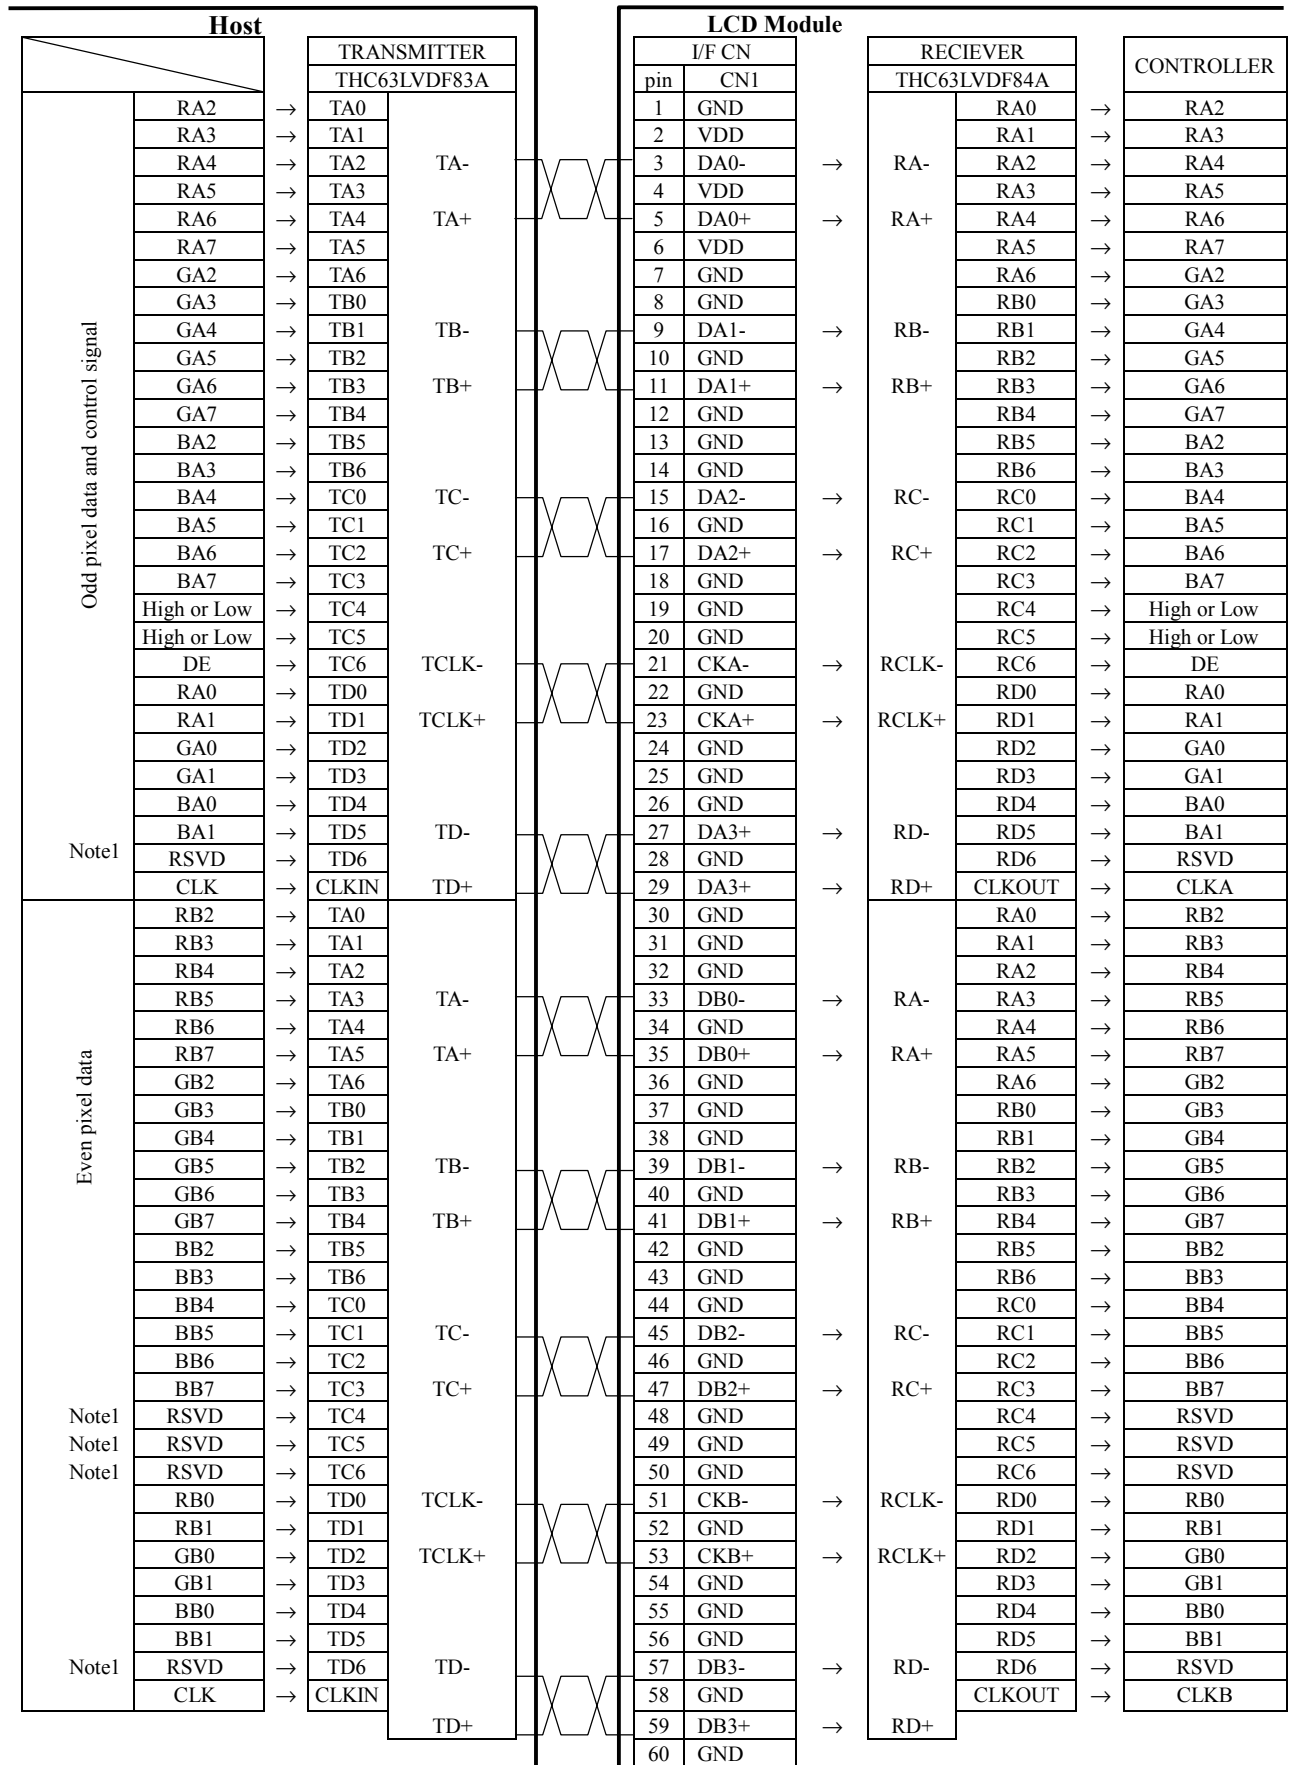 Host LCD Module
TRANSMITTER I/F CN RECIEVER CONTROLLER
THC63LVDF83A pin CN1 THC63LVDF84A
RA2 → TA0 1 GND RA0 → RA2
RA3 → TA1 2 VDD RA1 → RA3
RA4 → TA2 TA- 3 DA0- → RA- RA2 → RA4
RA5 → TA3 4 VDD RA3 → RA5
RA6 → TA4 TA+ 5 DA0+ → RA+ RA4 → RA6
RA7 → TA5 6 VDD RA5 → RA7
GA2 → TA6 7 GND RA6 → GA2
GA3 → TB0 8 GND RB0 → GA3
GA4 → TB1 TB- 9 DA1- → RB- RB1 → GA4
GA5 → TB2 10 GND RB2 → GA5
GA6 → TB3 TB+ 11 DA1+ → RB+ RB3 → GA6
GA7 → TB4 12 GND RB4 → GA7
BA2 → TB5 13 GND RB5 → BA2
BA3 → TB6 14 GND RB6 → BA3
BA4 → TC0 TC- 15 DA2- → RC- RC0 → BA4
BA5 → TC1 16 GND RC1 → BA5
BA6 → TC2 TC+ 17 DA2+ → RC+ RC2 → BA6
BA7 → TC3 18 GND RC3 → BA7
High or Low → TC4 19 GND RC4 → High or Low
High or Low → TC5 20 GND RC5 → High or Low
DE → TC6 TCLK- 21 CKA- → RCLK- RC6 → DE
RA0 → TD0 22 GND RD0 → RA0
RA1 → TD1 TCLK+ 23 CKA+ → RCLK+ RD1 → RA1
GA0 → TD2 24 GND RD2 → GA0
GA1 → TD3 25 GND RD3 → GA1
BA0 → TD4 26 GND RD4 → BA0
BA1 → TD5 TD- 27 DA3+ → RD- RD5 → BA1
Note1 RSVD → TD6 28 GND RD6 → RSVD
CLK → CLKIN TD+ 29 DA3+ → RD+ CLKOUT → CLKA
Odd pixel data and control signal
RB2 → TA0 30 GND RA0 → RB2
RB3 → TA1 31 GND RA1 → RB3
RB4 → TA2 32 GND RA2 → RB4
RB5 → TA3 TA- 33 DB0- → RA- RA3 → RB5
RB6 → TA4 34 GND RA4 → RB6
RB7 → TA5 TA+ 35 DB0+ → RA+ RA5 → RB7
GB2 → TA6 36 GND RA6 → GB2
GB3 → TB0 37 GND RB0 → GB3
GB4 → TB1 38 GND RB1 → GB4
GB5 → TB2 TB- 39 DB1- → RB- RB2 → GB5
GB6 → TB3 40 GND RB3 → GB6
GB7 → TB4 TB+ 41 DB1+ → RB+ RB4 → GB7
BB2 → TB5 42 GND RB5 → BB2
BB3 → TB6 43 GND RB6 → BB3
BB4 → TC0 44 GND RC0 → BB4
BB5 → TC1 TC- 45 DB2- → RC- RC1 → BB5
BB6 → TC2 46 GND RC2 → BB6
BB7 → TC3 TC+ 47 DB2+ → RC+ RC3 → BB7
Note1 RSVD → TC4 48 GND RC4 → RSVD
Note1 RSVD → TC5 49 GND RC5 → RSVD
Note1 RSVD → TC6 50 GND RC6 → RSVD
RB0 → TD0 TCLK- 51 CKB- → RCLK- RD0 → RB0
RB1 → TD1 52 GND RD1 → RB1
GB0 → TD2 TCLK+ 53 CKB+ → RCLK+ RD2 → GB0
GB1 → TD3 54 GND RD3 → GB1
BB0 → TD4 55 GND RD4 → BB0
BB1 → TD5 56 GND RD5 → BB1
Note1 RSVD → TD6 TD- 57 DB3- → RD- RD6 → RSVD
CLK → CLKIN 58 GND CLKOUT → CLKB
TD+ 59 DB3+ → RD+
60 GND
Even pixel data